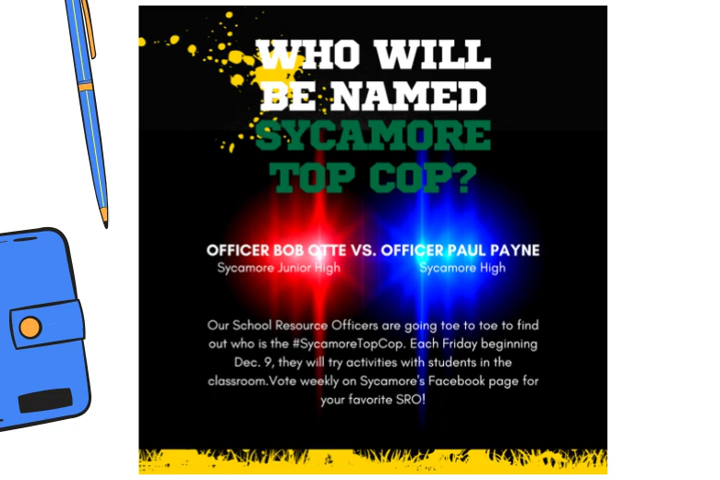 WHO WILL
BE NAMED
SYCAMORE
TOP COP?
OFFICER BOB OTTE VS. OFFICER PAUL PAYNE
Sycamore Junior High Sycamore High
Our School Resource Officers are going toe to toe to find
out who is the #SycamoreTopCop. Each Friday beginning
Dec. 9, they will try activities with students in the
classroom.Vote weekly on Sycamore's Facebook page for
your favorite SRO!